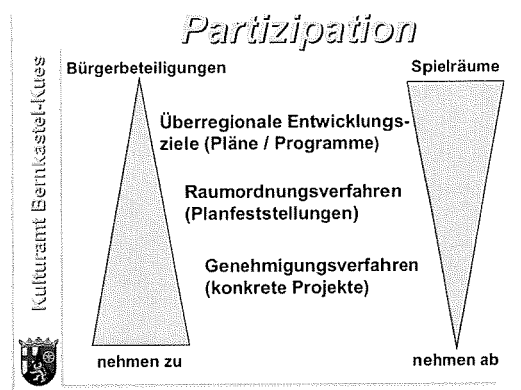 Partizipation
Kulturamt Bernkastel-Kues
Bürgerbeteiligungen
Spielräume
Überregionale Entwicklungs-
ziele (Pläne / Programme)
Raumordnungsverfahren
(Planfeststellungen)
Genehmigungsverfahren
(konkrete Projekte)
nehmen zu
nehmen ab